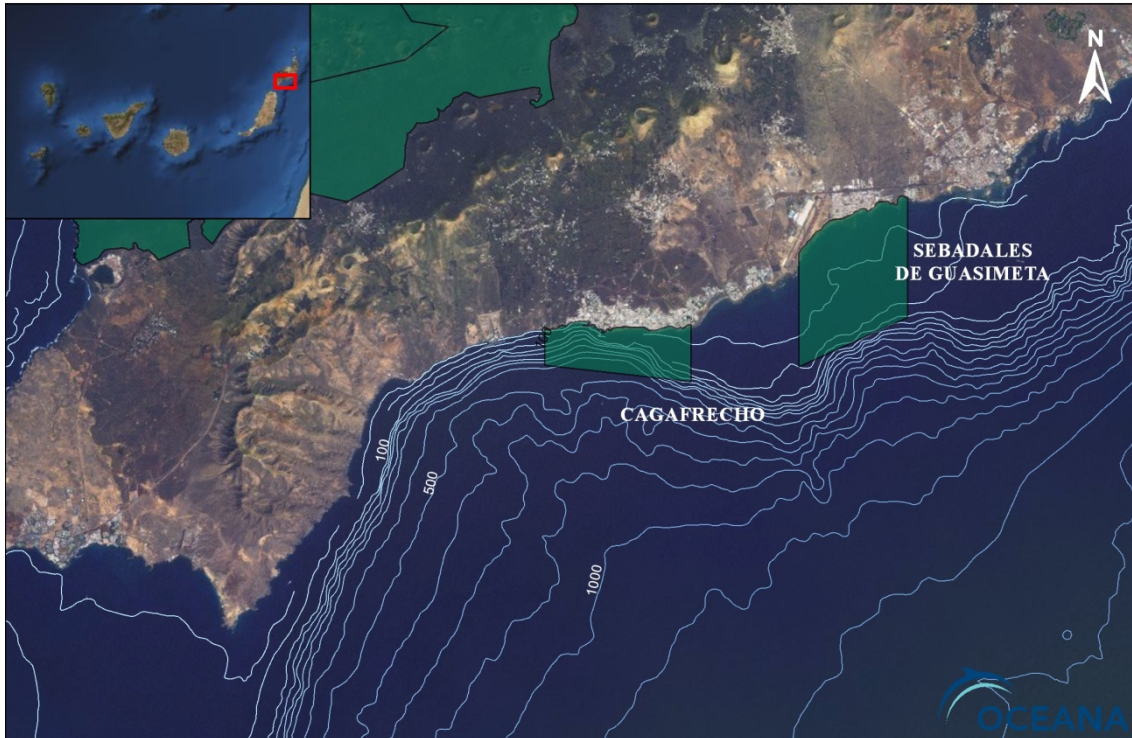 N
SEBADALES
DE GUASIMETA
CAGAFRECHO
100
500
1000
OCEANA